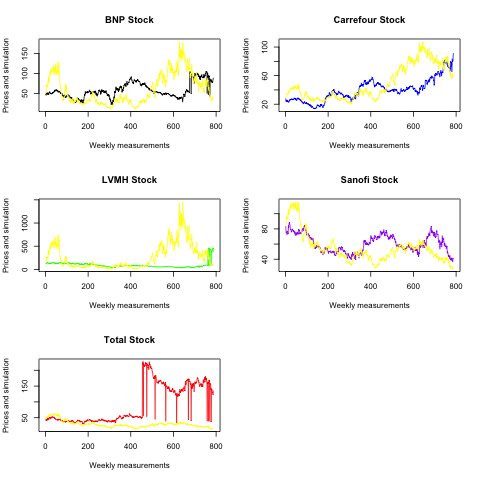 BNP Stock
Prices and simulation
50 100 150
0 200 400 600 800
Weekly measurements
Carrefour Stock
Prices and simulation
20 60 100
0 200 400 600 800
Weekly measurements
LVMH Stock
Prices and simulation
0 500 1000
0 200 400 600 800
Weekly measurements
Sanofi Stock
Prices and simulation
40 60 80
0 200 400 600 800
Weekly measurements
Total Stock
Prices and simulation
50 150
0 200 400 600 800
Weekly measurements